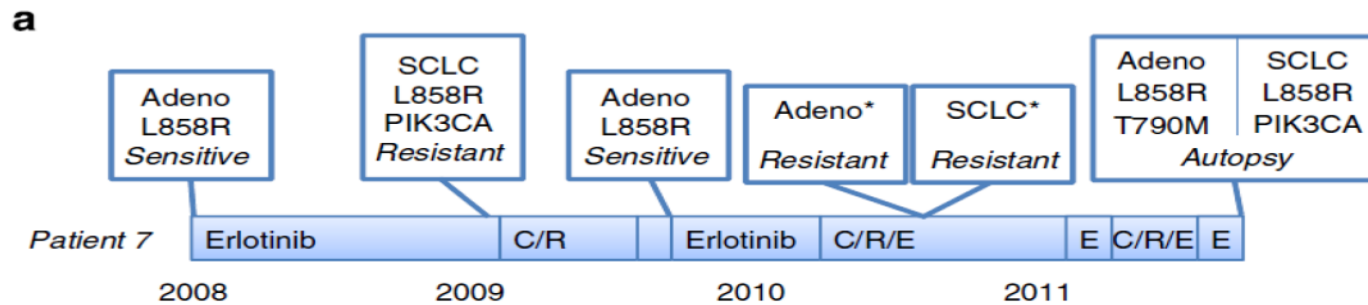 a
Adeno
L858R
Sensitive
SCLC
L858R
PIK3CA
Resistant
Adeno
L858R
Sensitive
Adeno*
Resistant
SCLC*
Resistant
Adeno
L858R
T790M
SCLC
L858R
PIK3CA
Autopsy
Patient 7
Erlotinib
C/R
Erlotinib
C/R/E
E
C/R/E
E
2008
2009
2010
2011